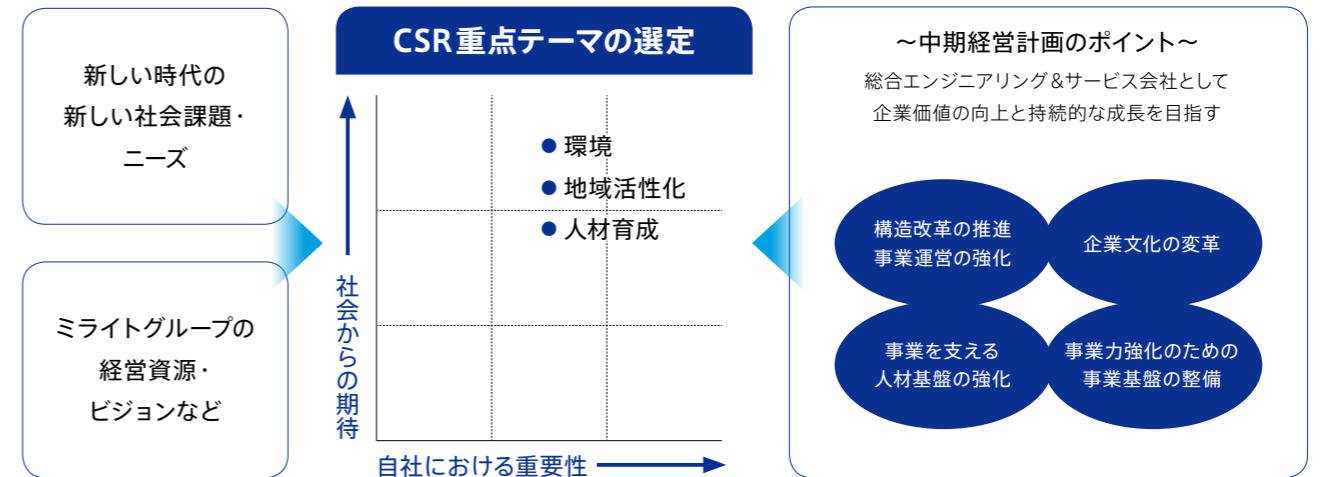 新しい時代の
新しい社会課題・
ニーズ
ミライトグループの
経営資源・
ビジョンなど
CSR重点テーマの選定
● 環境
● 地域活性化
● 人材育成
社会からの期待
自社における重要性
～中期経営計画のポイント～
総合エンジニアリング＆サービス会社として
企業価値の向上と持続的な成長を目指す
構造改革の推進
事業運営の強化
企業文化の変革
事業を支える
人材基盤の強化
事業力強化のための
事業基盤の整備